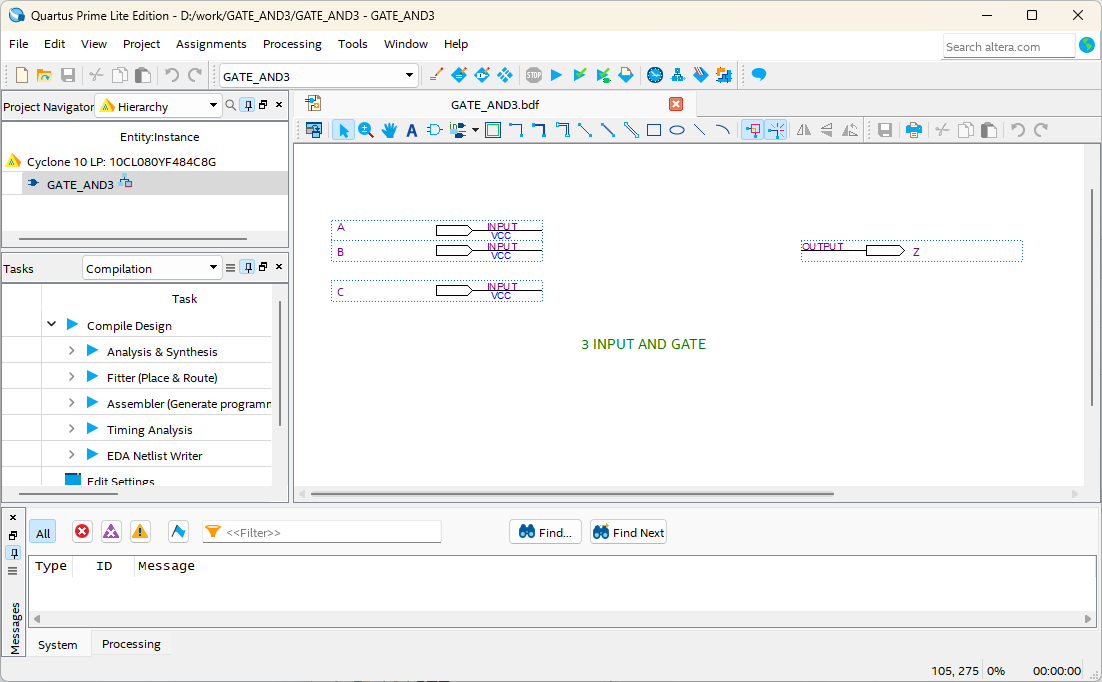 Quartus Prime Lite Edition - D:/work/GATE_AND3/GATE_AND3 - GATE_AND3
File Edit View Project Assignments Processing Tools Window Help
Search altera.com
GATE_AND3
STOP
Project Navigator Hierarchy
GATE_AND3.bdf
Entity:Instance
Cyclone 10 LP: 10CL080YF484C8G
GATE_AND3
A INPUT
VCC
B INPUT
VCC
C INPUT
VCC
OUTPUT Z
3 INPUT AND GATE
Tasks Compilation
Task
Compile Design
Analysis & Synthesis
Fitter (Place & Route)
Assembler (Generate programm
Timing Analysis
EDA Netlist Writer
Edit Settings
All <<Filter>> Find... Find Next
Type ID Message
Messages
System Processing
105, 275 0% 00:00:00